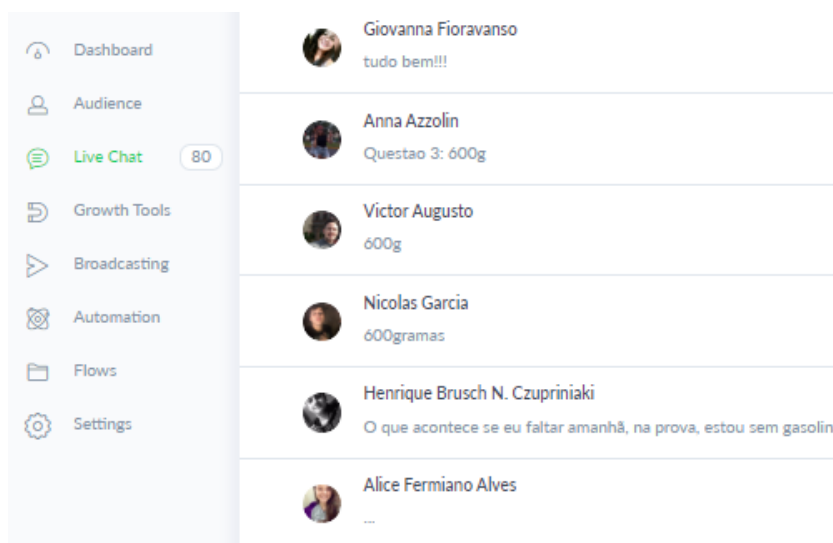 Dashboard
Audience
Live Chat 80
Growth Tools
Broadcasting
Automation
Flows
Settings
Giovanna Fioravanso
tudo bem!!!
Anna Azzolin
Questao 3: 600g
Victor Augusto
600g
Nicolas Garcia
600gramas
Henrique Brusch N. Czupriniaki
O que acontece se eu faltar amanhã, na prova, estou sem gasolin
Alice Fermiano Alves
...